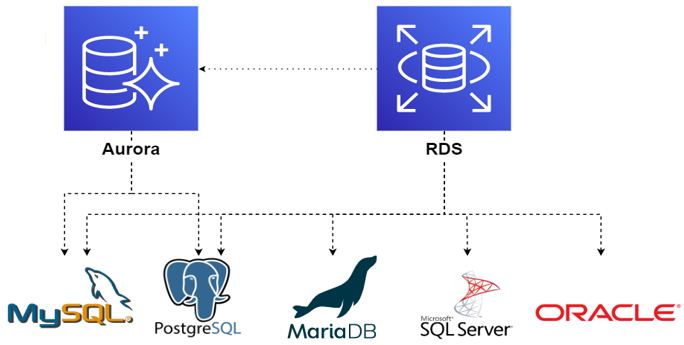 Aurora
RDS
MySQL
PostgreSQL
MariaDB
Microsoft
SQL Server
ORACLE